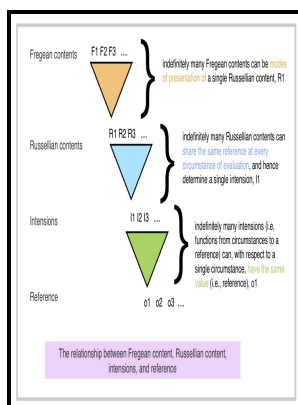 Fregean contents
F1 F2 F3 ....
indefinitely many Fregean contents can be modes
of presentation of a single Russellian content, R1
Russellian contents
R1 R2 R3 ...
indefinitely many Russellian contents can
share the same reference at every
circumstance of evaluation, and hence
determine a single intension, I1
Intensions
I1 I2 I3 ...
indefinitely many intensions (i.e,
functions from circumstances to a
reference) can, with respect to
a single circumstance, have the same
value (i.e., reference), o1
Reference
o1 o2 o3 ....
The relationship between Fregean content, Russellian content,
intensions, and reference